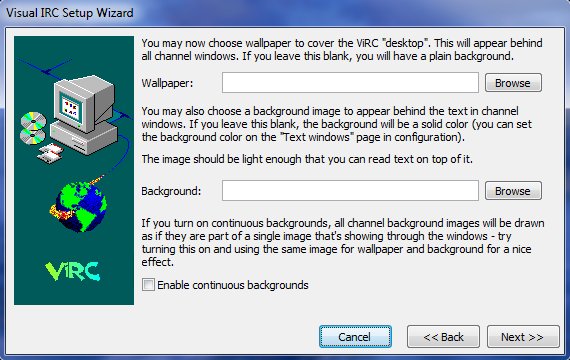 Visual IRC Setup Wizard
You may now choose wallpaper to cover the ViRC "desktop". This will appear behind
all channel windows. If you leave this blank, you will have a plain background.
Wallpaper:
Browse
You may also choose a background image to appear behind the text in channel
windows. If you leave this blank, the background will be a solid color (you can set
the background color on the "Text windows" page in configuration).
The image should be light enough that you can read text on top of it.
Background:
Browse
If you turn on continuous backgrounds, all channel background images will be drawn
as if they are part of a single image that's showing through the windows - try
turning this on and using the same image for wallpaper and background for a nice
effect.
ViRC
Enable continuous backgrounds
Cancel
<< Back
Next >>